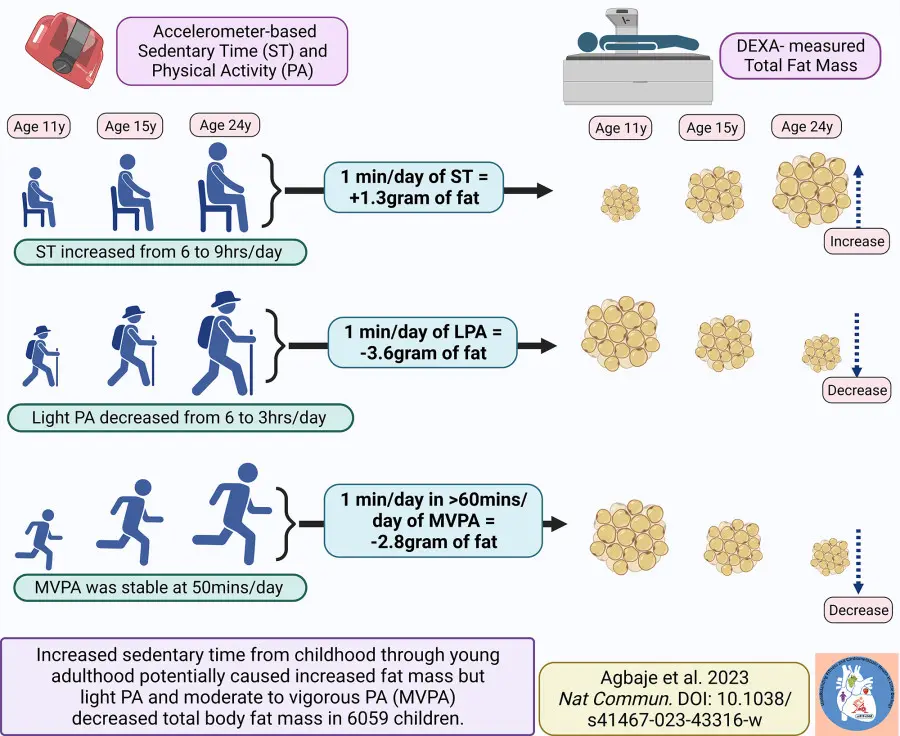 Accelerometer-based
Sedentary Time (ST) and
Physical Activity (PA)
DEXA- measured
Total Fat Mass
Age 11y
Age 15y
Age 24y
Age 11y
Age 15y
Age 24y
1 min/day of ST =
+1.3gram of fat
ST increased from 6 to 9hrs/day
Increase
1 min/day of LPA =
-3.6gram of fat
Light PA decreased from 6 to 3hrs/day
Decrease
1 min/day in >60mins/
day of MVPA =
-2.8gram of fat
MVPA was stable at 50mins/day
Decrease
Increased sedentary time from childhood through young
adulthood potentially caused increased fat mass but
light PA and moderate to vigorous PA (MVPA)
decreased total body fat mass in 6059 children.
Agbaje et al. 2023
Nat Commun. DOI: 10.1038/
s41467-023-43316-w